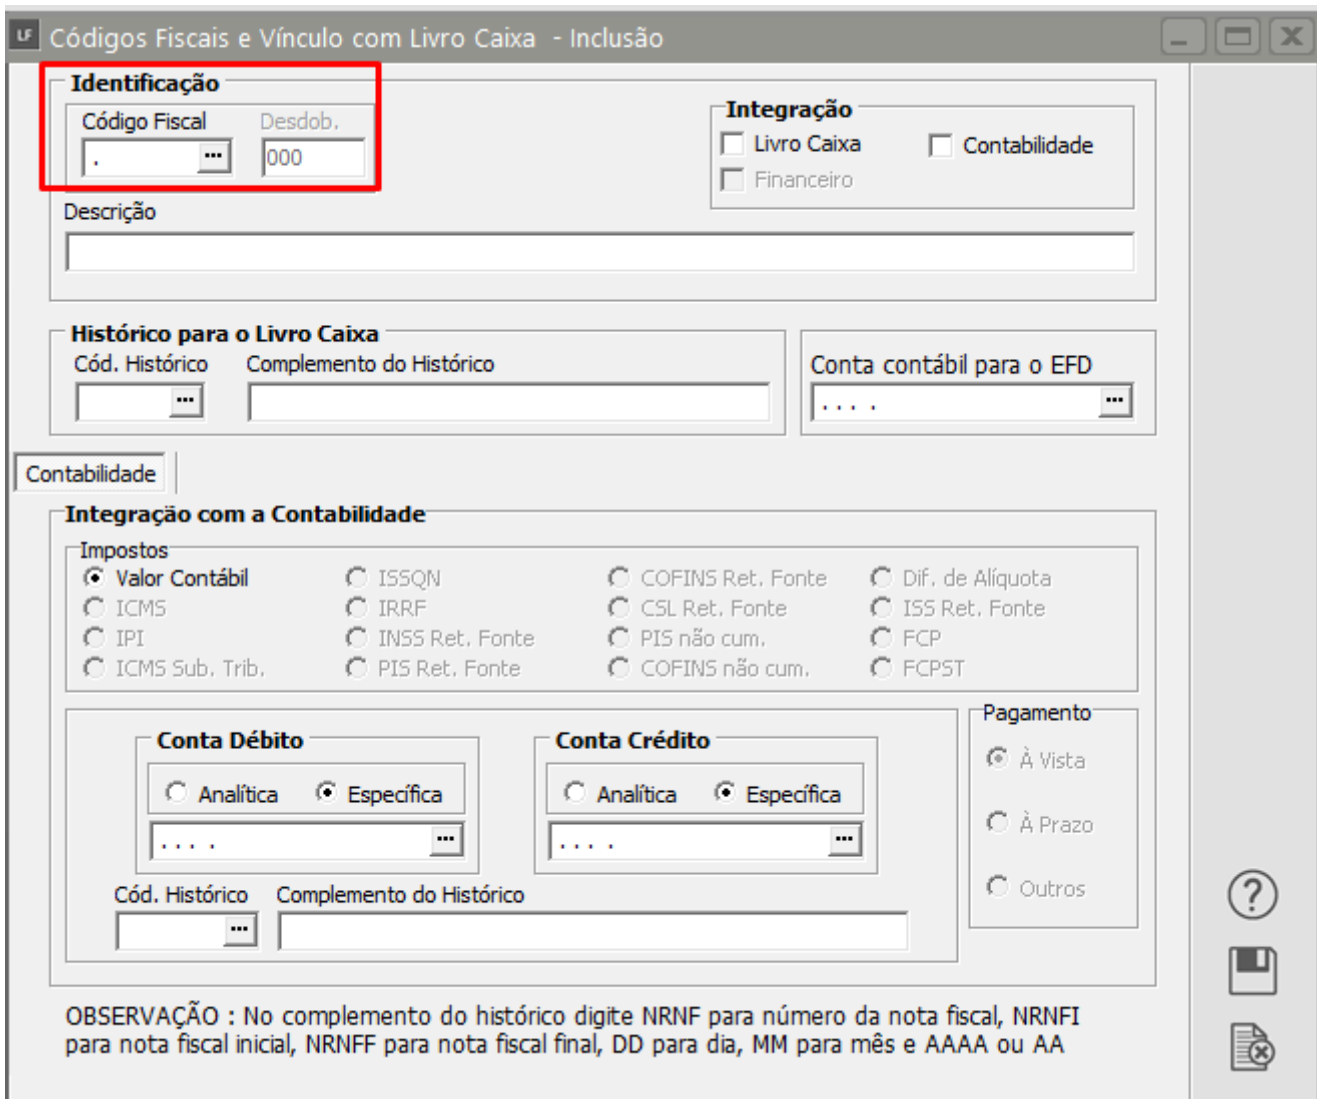 LF Códigos Fiscais e Vínculo com Livro Caixa - Inclusão
Identificação
Código Fiscal Desdob.
. ... 000
Integração
Livro Caixa Contabilidade
Financeiro
Descrição
Histórico para o Livro Caixa
Cód. Histórico Complemento do Histórico
...
Conta contábil para o EFD
. . . . ...
Contabilidade
Integração com a Contabilidade
Impostos
Valor Contábil ISSQN COFINS Ret. Fonte Dif. de Alíquota
ICMS IRRF CSL Ret. Fonte ISS Ret. Fonte
IPI INSS Ret. Fonte PIS não cum. FCP
ICMS Sub. Trib. PIS Ret. Fonte COFINS não cum. FCPST
Conta Débito
Analítica Específica
. . . . ...
Conta Crédito
Analítica Específica
. . . . ...
Cód. Histórico Complemento do Histórico
...
Pagamento
À Vista
À Prazo
Outros
?
OBSERVAÇÃO : No complemento do histórico digite NRNF para número da nota fiscal, NRNFI
para nota fiscal inicial, NRNFF para nota fiscal final, DD para dia, MM para mês e AAAA ou AA